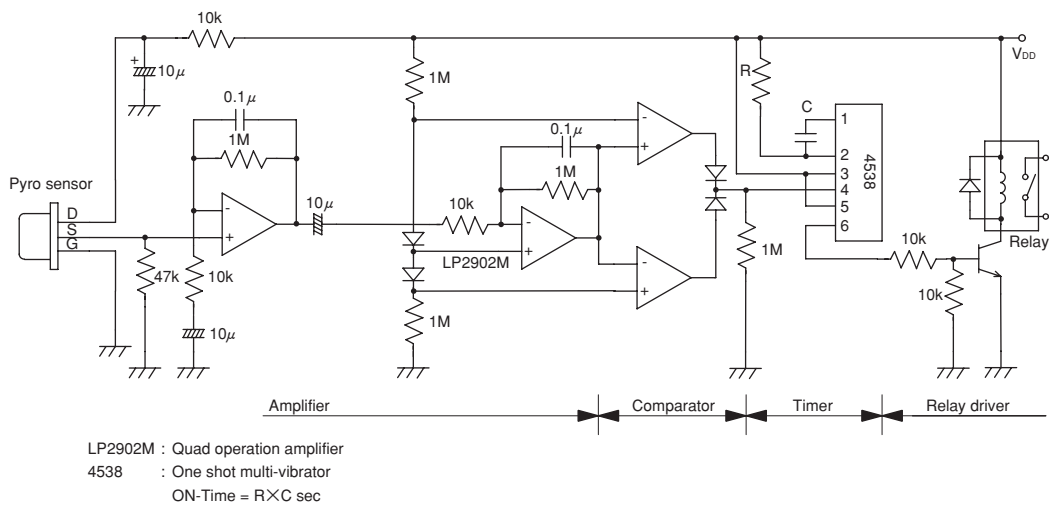 10k
VDD
+
10μ
1M
R
0.1μ
C
1
1M
-
0.1μ
+
2
4538
3
1M
4
Pyro sensor
10μ
10k
5
D
-
-
6
S
+
+
Relay
G
LP2902M
-
10k
47k
10k
+
1M
10k
1M
10μ
Amplifier
Comparator
Timer
Relay driver
LP2902M : Quad operation amplifier
4538 : One shot multi-vibrator
ON-Time = R×C sec